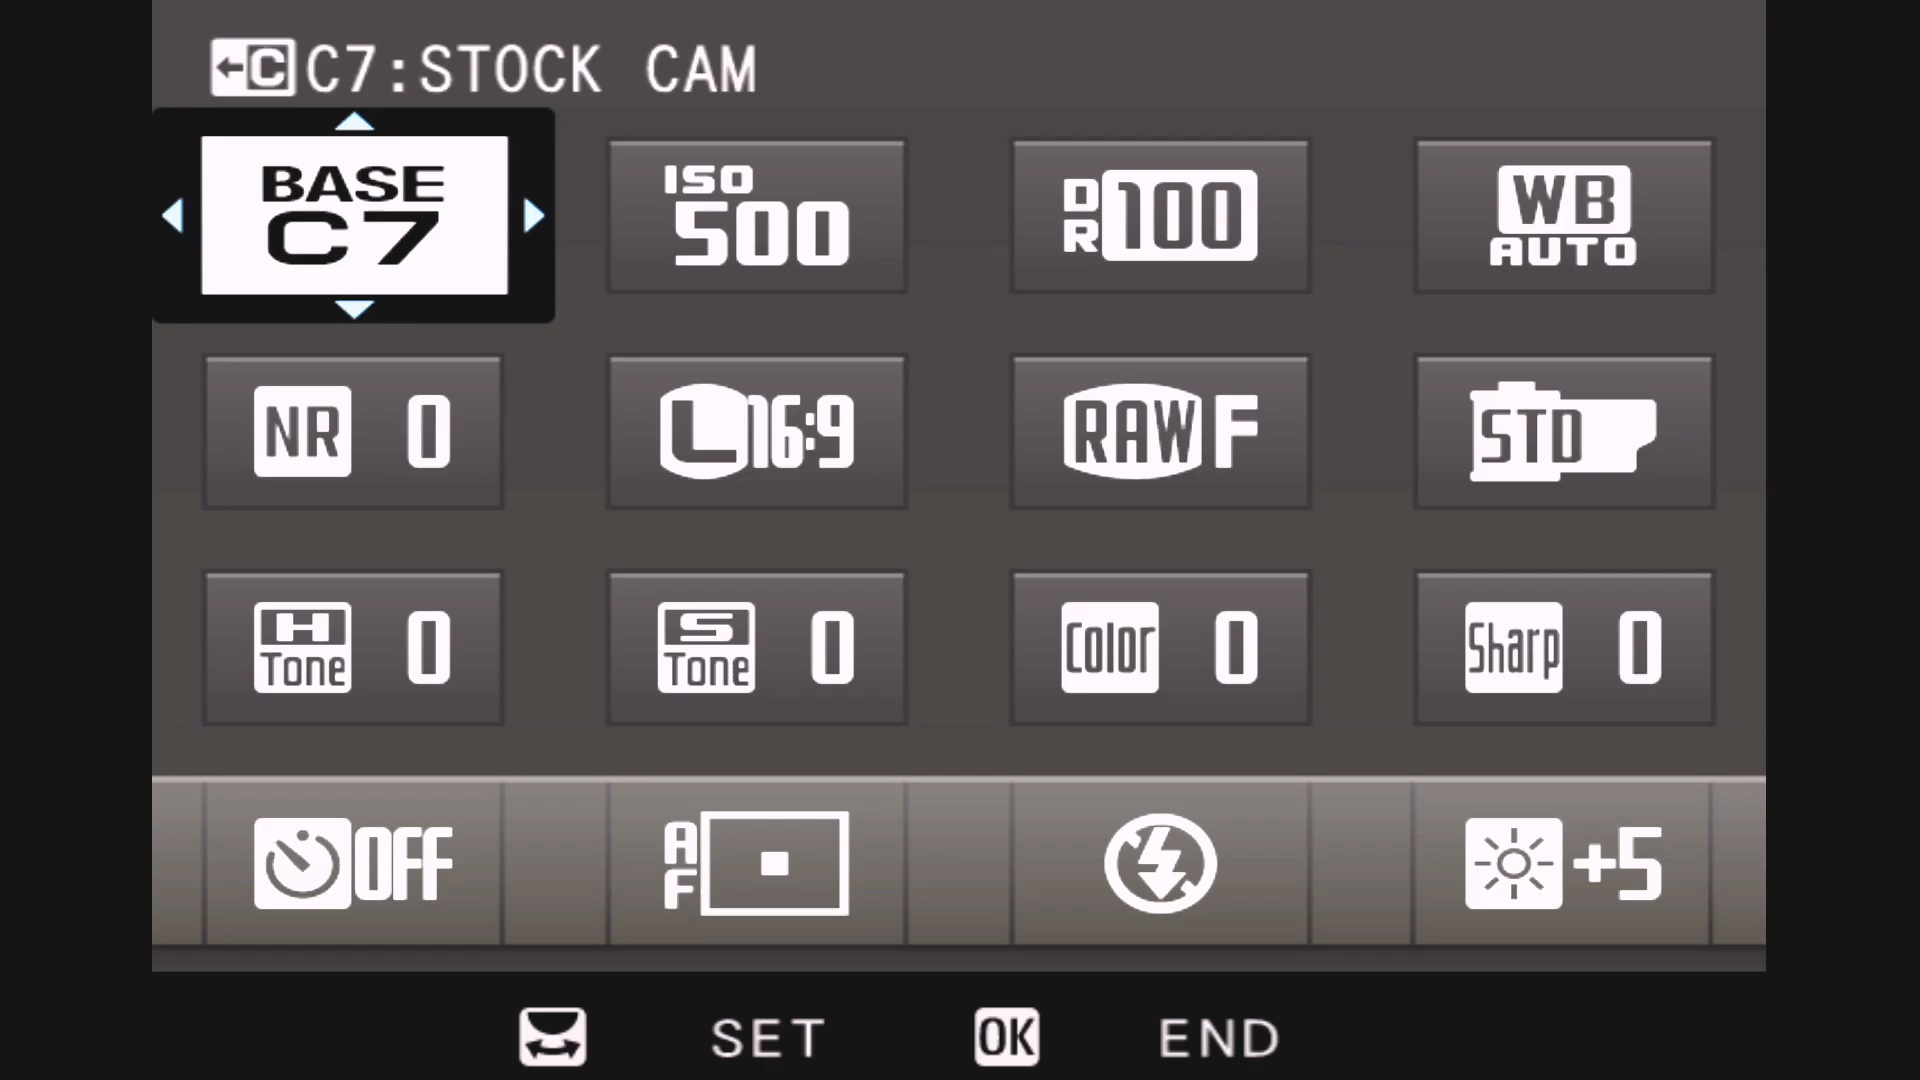 C C7:STOCK CAM
BASE C7
ISO 500
DR 100
WB AUTO
NR 0
L 16:9
RAW F
STD
H Tone 0
S Tone 0
Color 0
Sharp 0
OFF
AF
+5
SET OK END